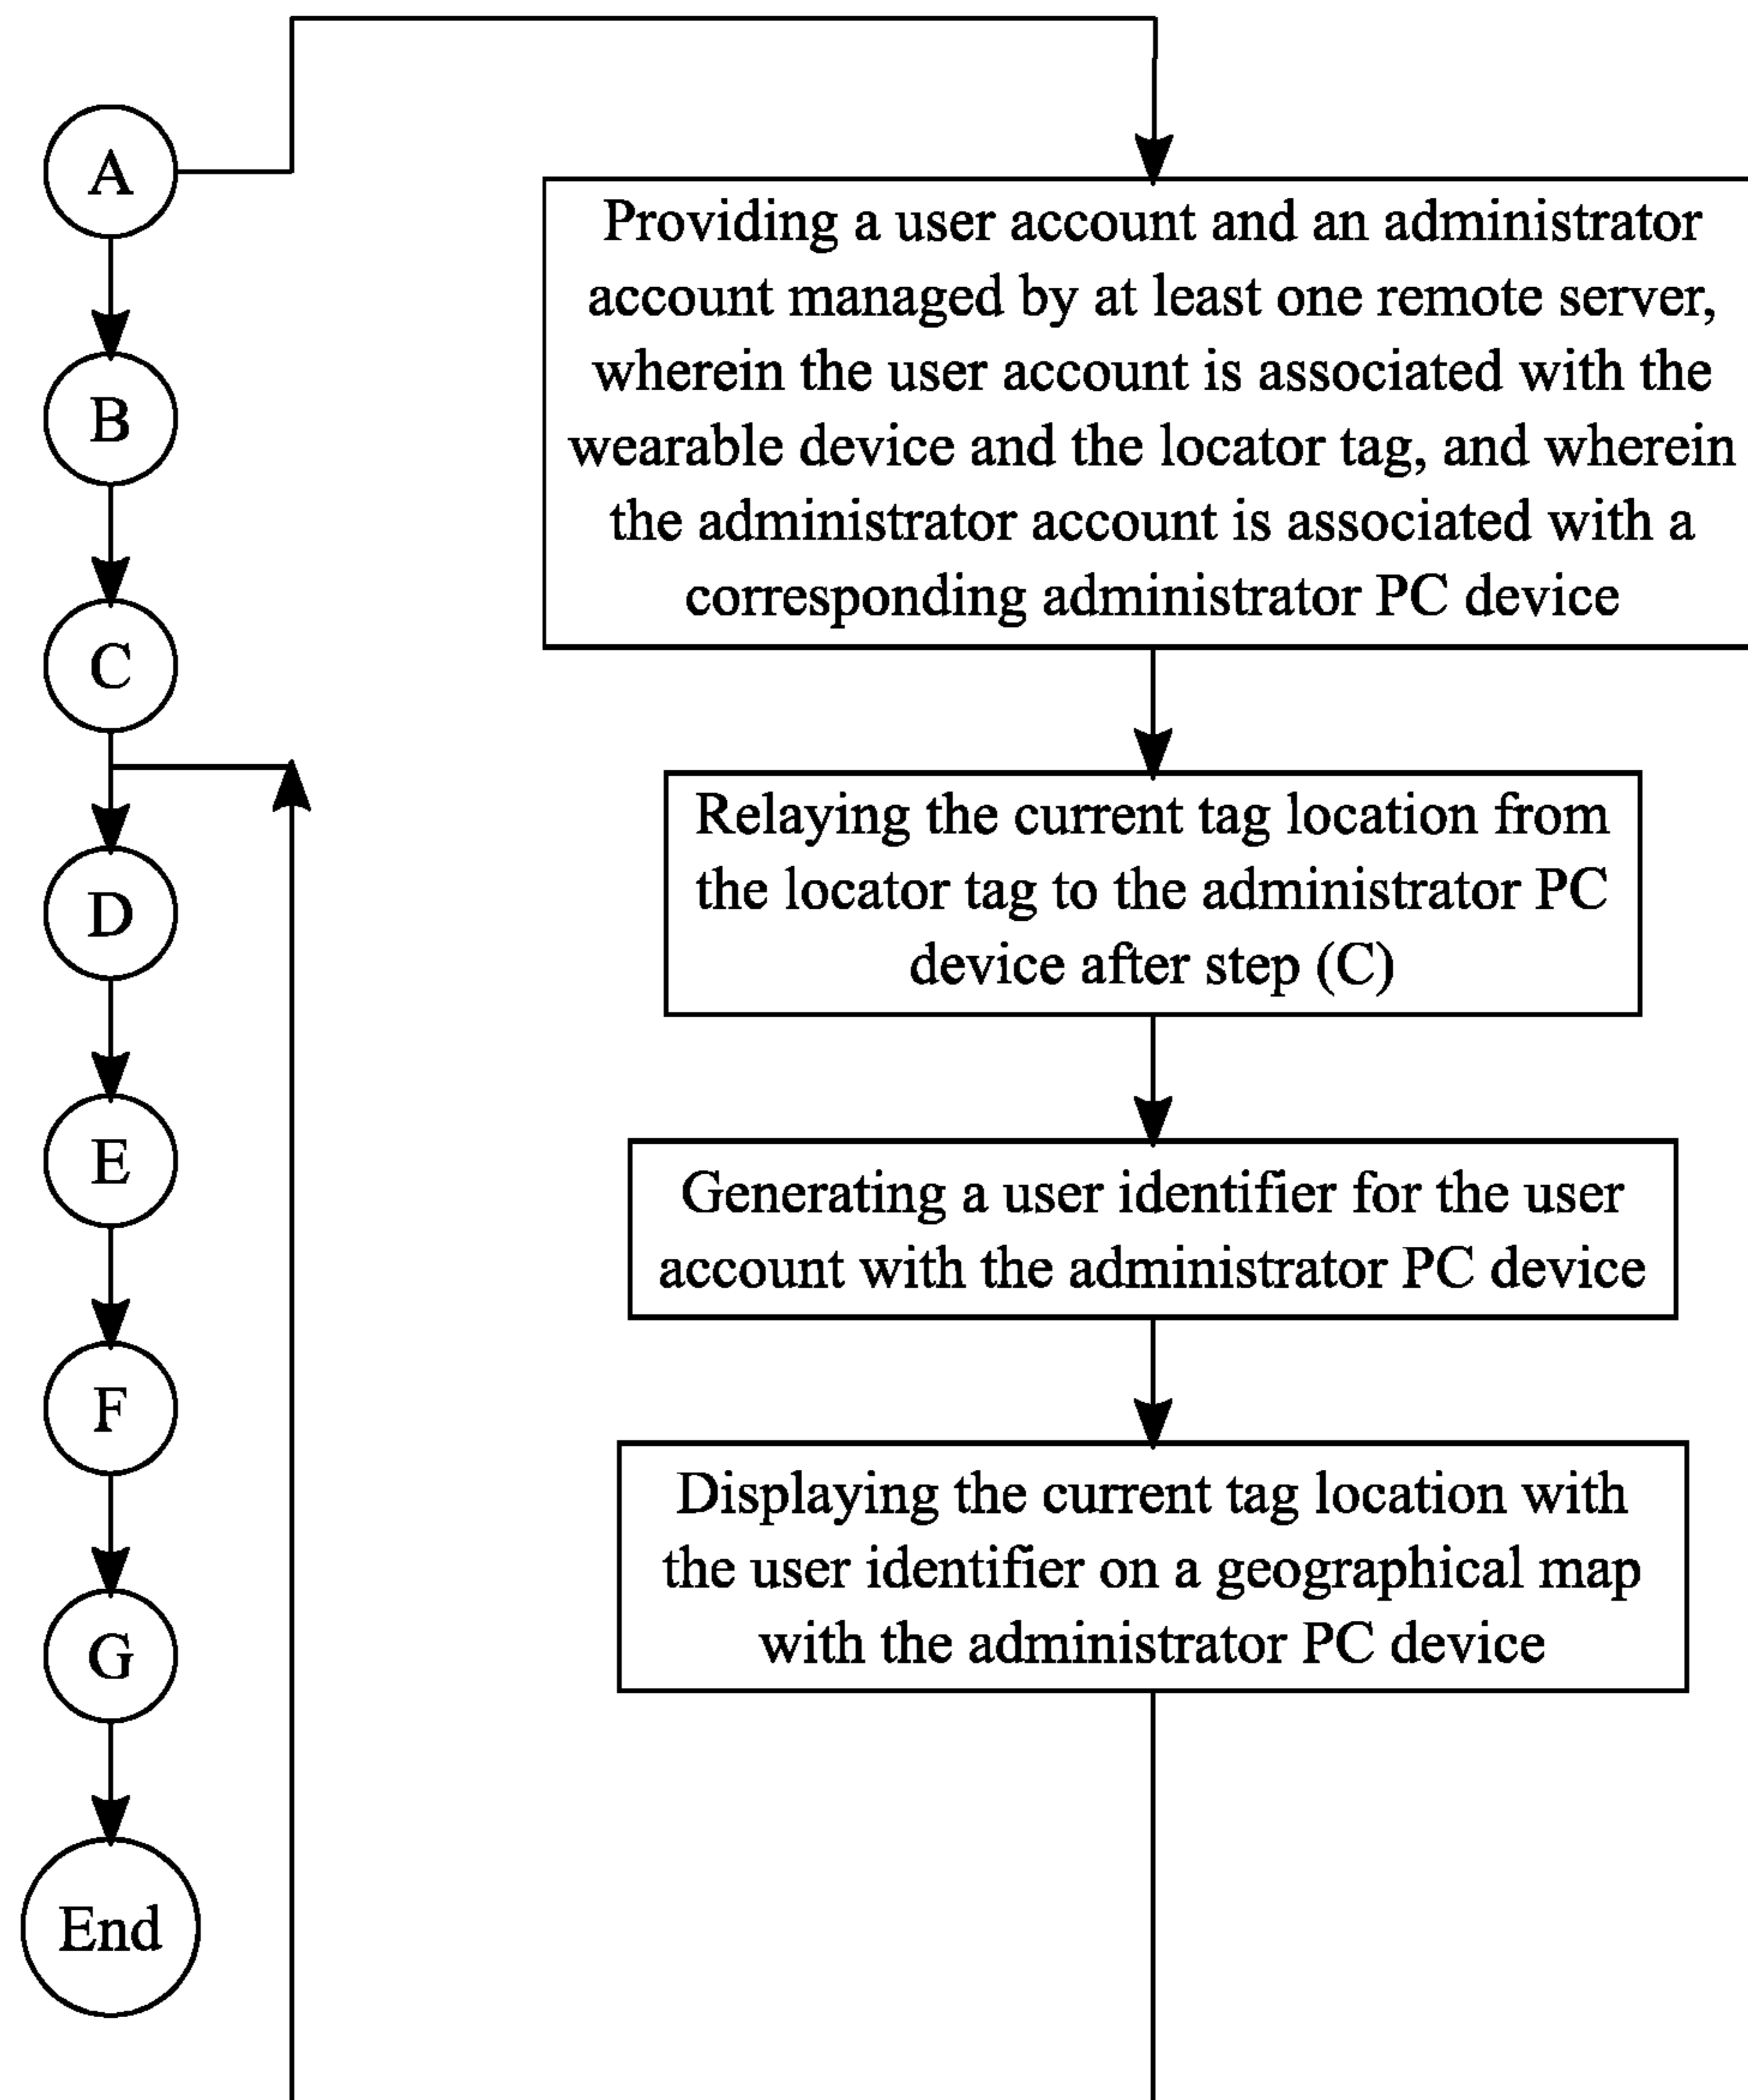 A
B
C
D
E
F
G
End
Providing a user account and an administrator
account managed by at least one remote server,
wherein the user account is associated with the
wearable device and the locator tag, and wherein
the administrator account is associated with a
corresponding administrator PC device
Relaying the current tag location from
the locator tag to the administrator PC
device after step (C)
Generating a user identifier for the user
account with the administrator PC device
Displaying the current tag location with
the user identifier on a geographical map
with the administrator PC device